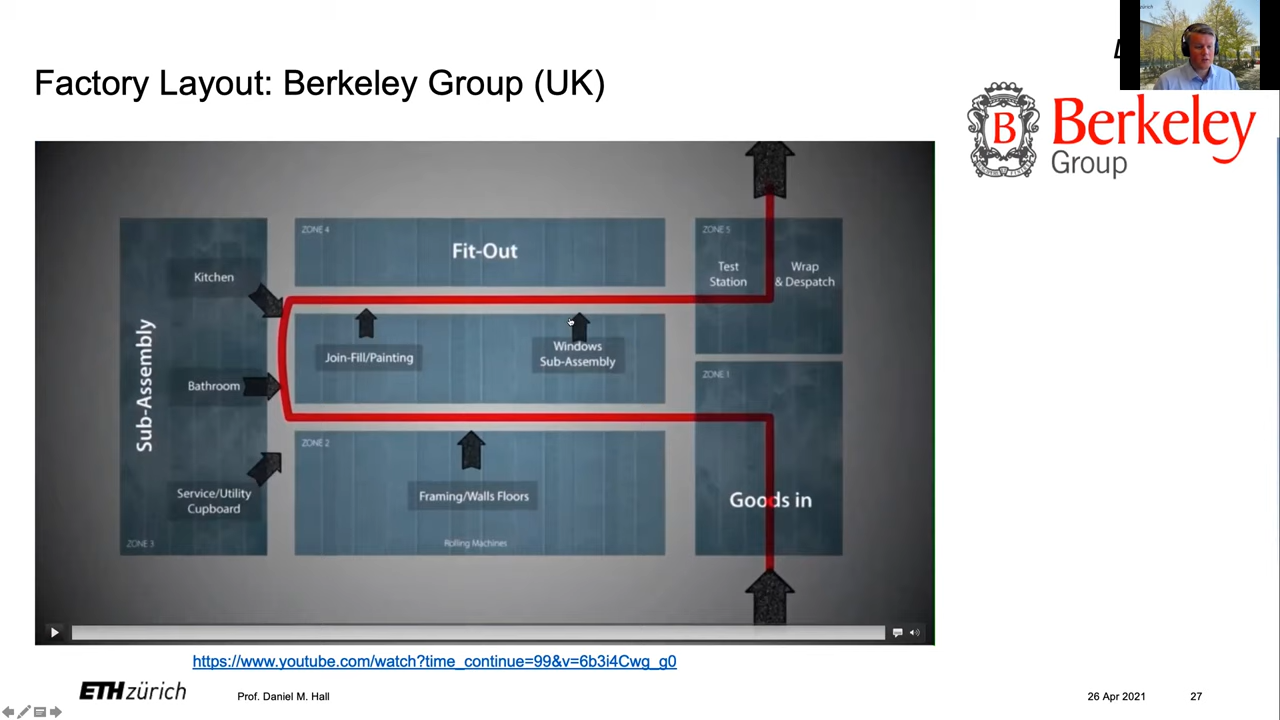 Factory Layout: Berkeley Group (UK)
B
Berkeley
Group
ZONE 4
Fit-Out
ZONE 5
Test
Station
Wrap
& Despatch
Kitchen
Join-Fill/Painting
Windows
Sub-Assembly
Sub-Assembly
Bathroom
ZONE 1
Goods in
ZONE 2
Framing/Walls Floors
Rolling Machines
Service/Utility
Cupboard
ZONE 3
https://www.youtube.com/watch?time_continue=99&v=6b3i4Cwg_g0
ETH zürich
Prof. Daniel M. Hall
26 Apr 2021
27